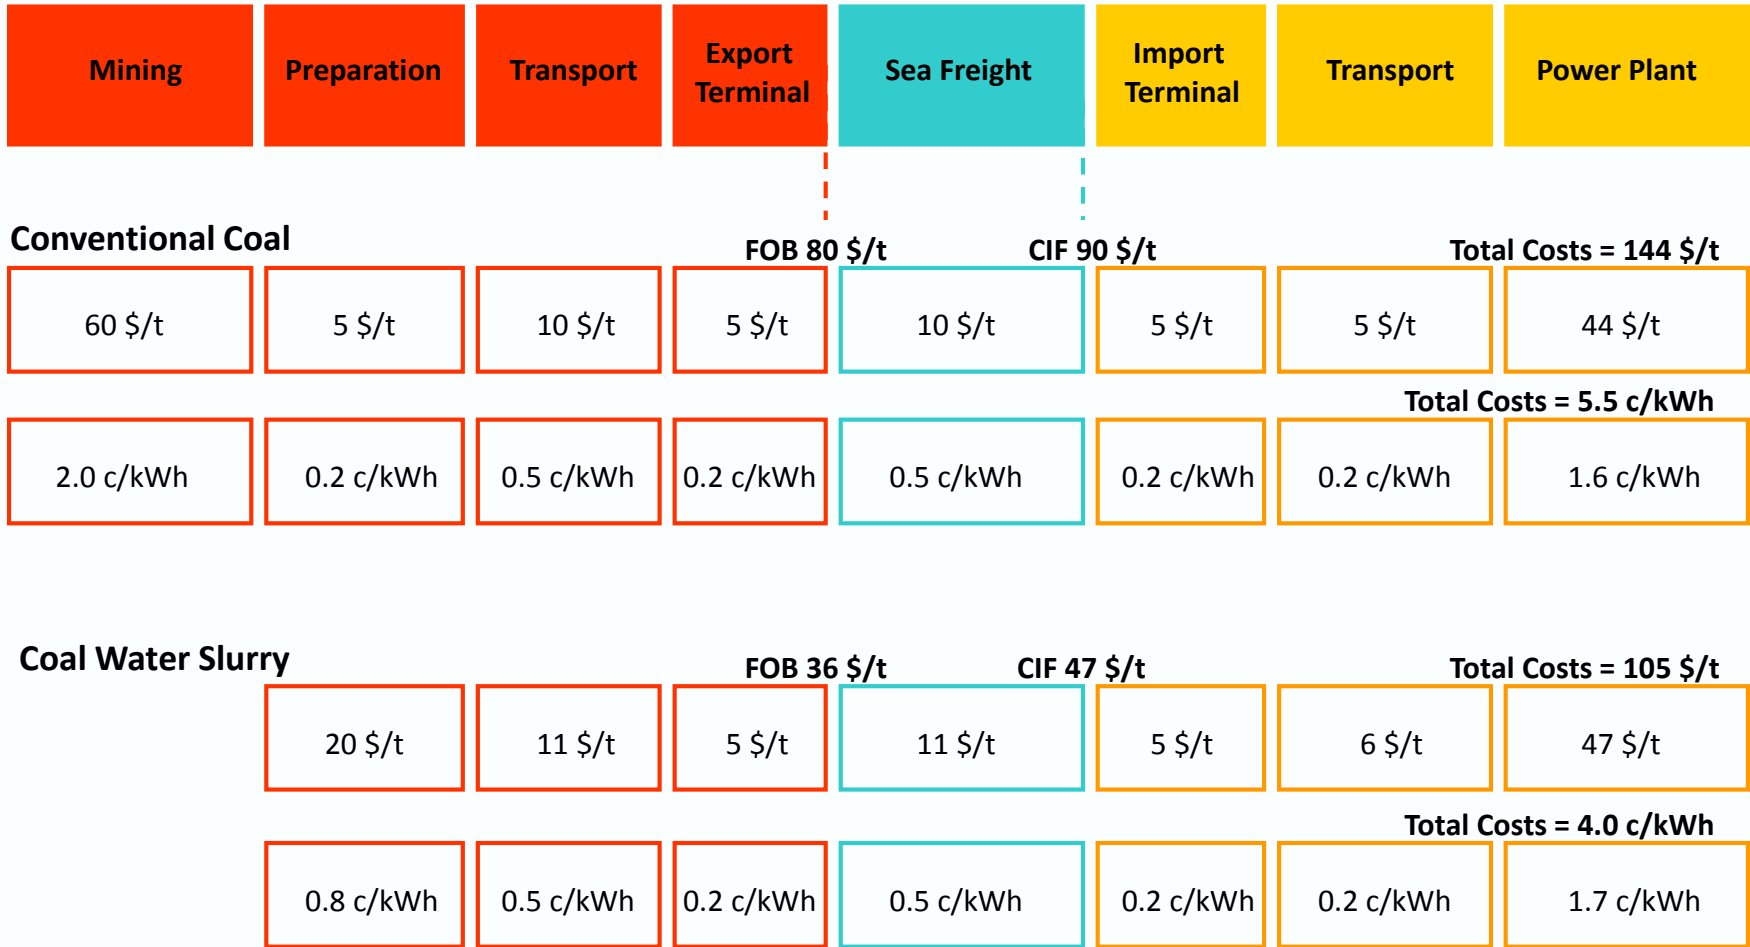 Mining
Preparation
Transport
Export
Terminal
Sea Freight
Import
Terminal
Transport
Power Plant
Conventional Coal
FOB 80 $/t
CIF 90 $/t
Total Costs = 144 $/t
60 $/t
5 $/t
10 $/t
5 $/t
10 $/t
5 $/t
5 $/t
44 $/t
Total Costs = 5.5 c/kWh
2.0 c/kWh
0.2 c/kWh
0.5 c/kWh
0.2 c/kWh
0.5 c/kWh
0.2 c/kWh
0.2 c/kWh
1.6 c/kWh
Coal Water Slurry
FOB 36 $/t
CIF 47 $/t
Total Costs = 105 $/t
20 $/t
11 $/t
5 $/t
11 $/t
5 $/t
6 $/t
47 $/t
Total Costs = 4.0 c/kWh
0.8 c/kWh
0.5 c/kWh
0.2 c/kWh
0.5 c/kWh
0.2 c/kWh
0.2 c/kWh
1.7 c/kWh